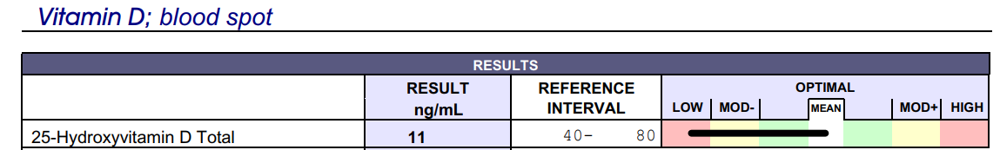 Vitamin D; blood spot
RESULTS
RESULT ng/mL
REFERENCE INTERVAL
OPTIMAL
LOW MOD- MEAN MOD+ HIGH
25-Hydroxyvitamin D Total 11 40- 80